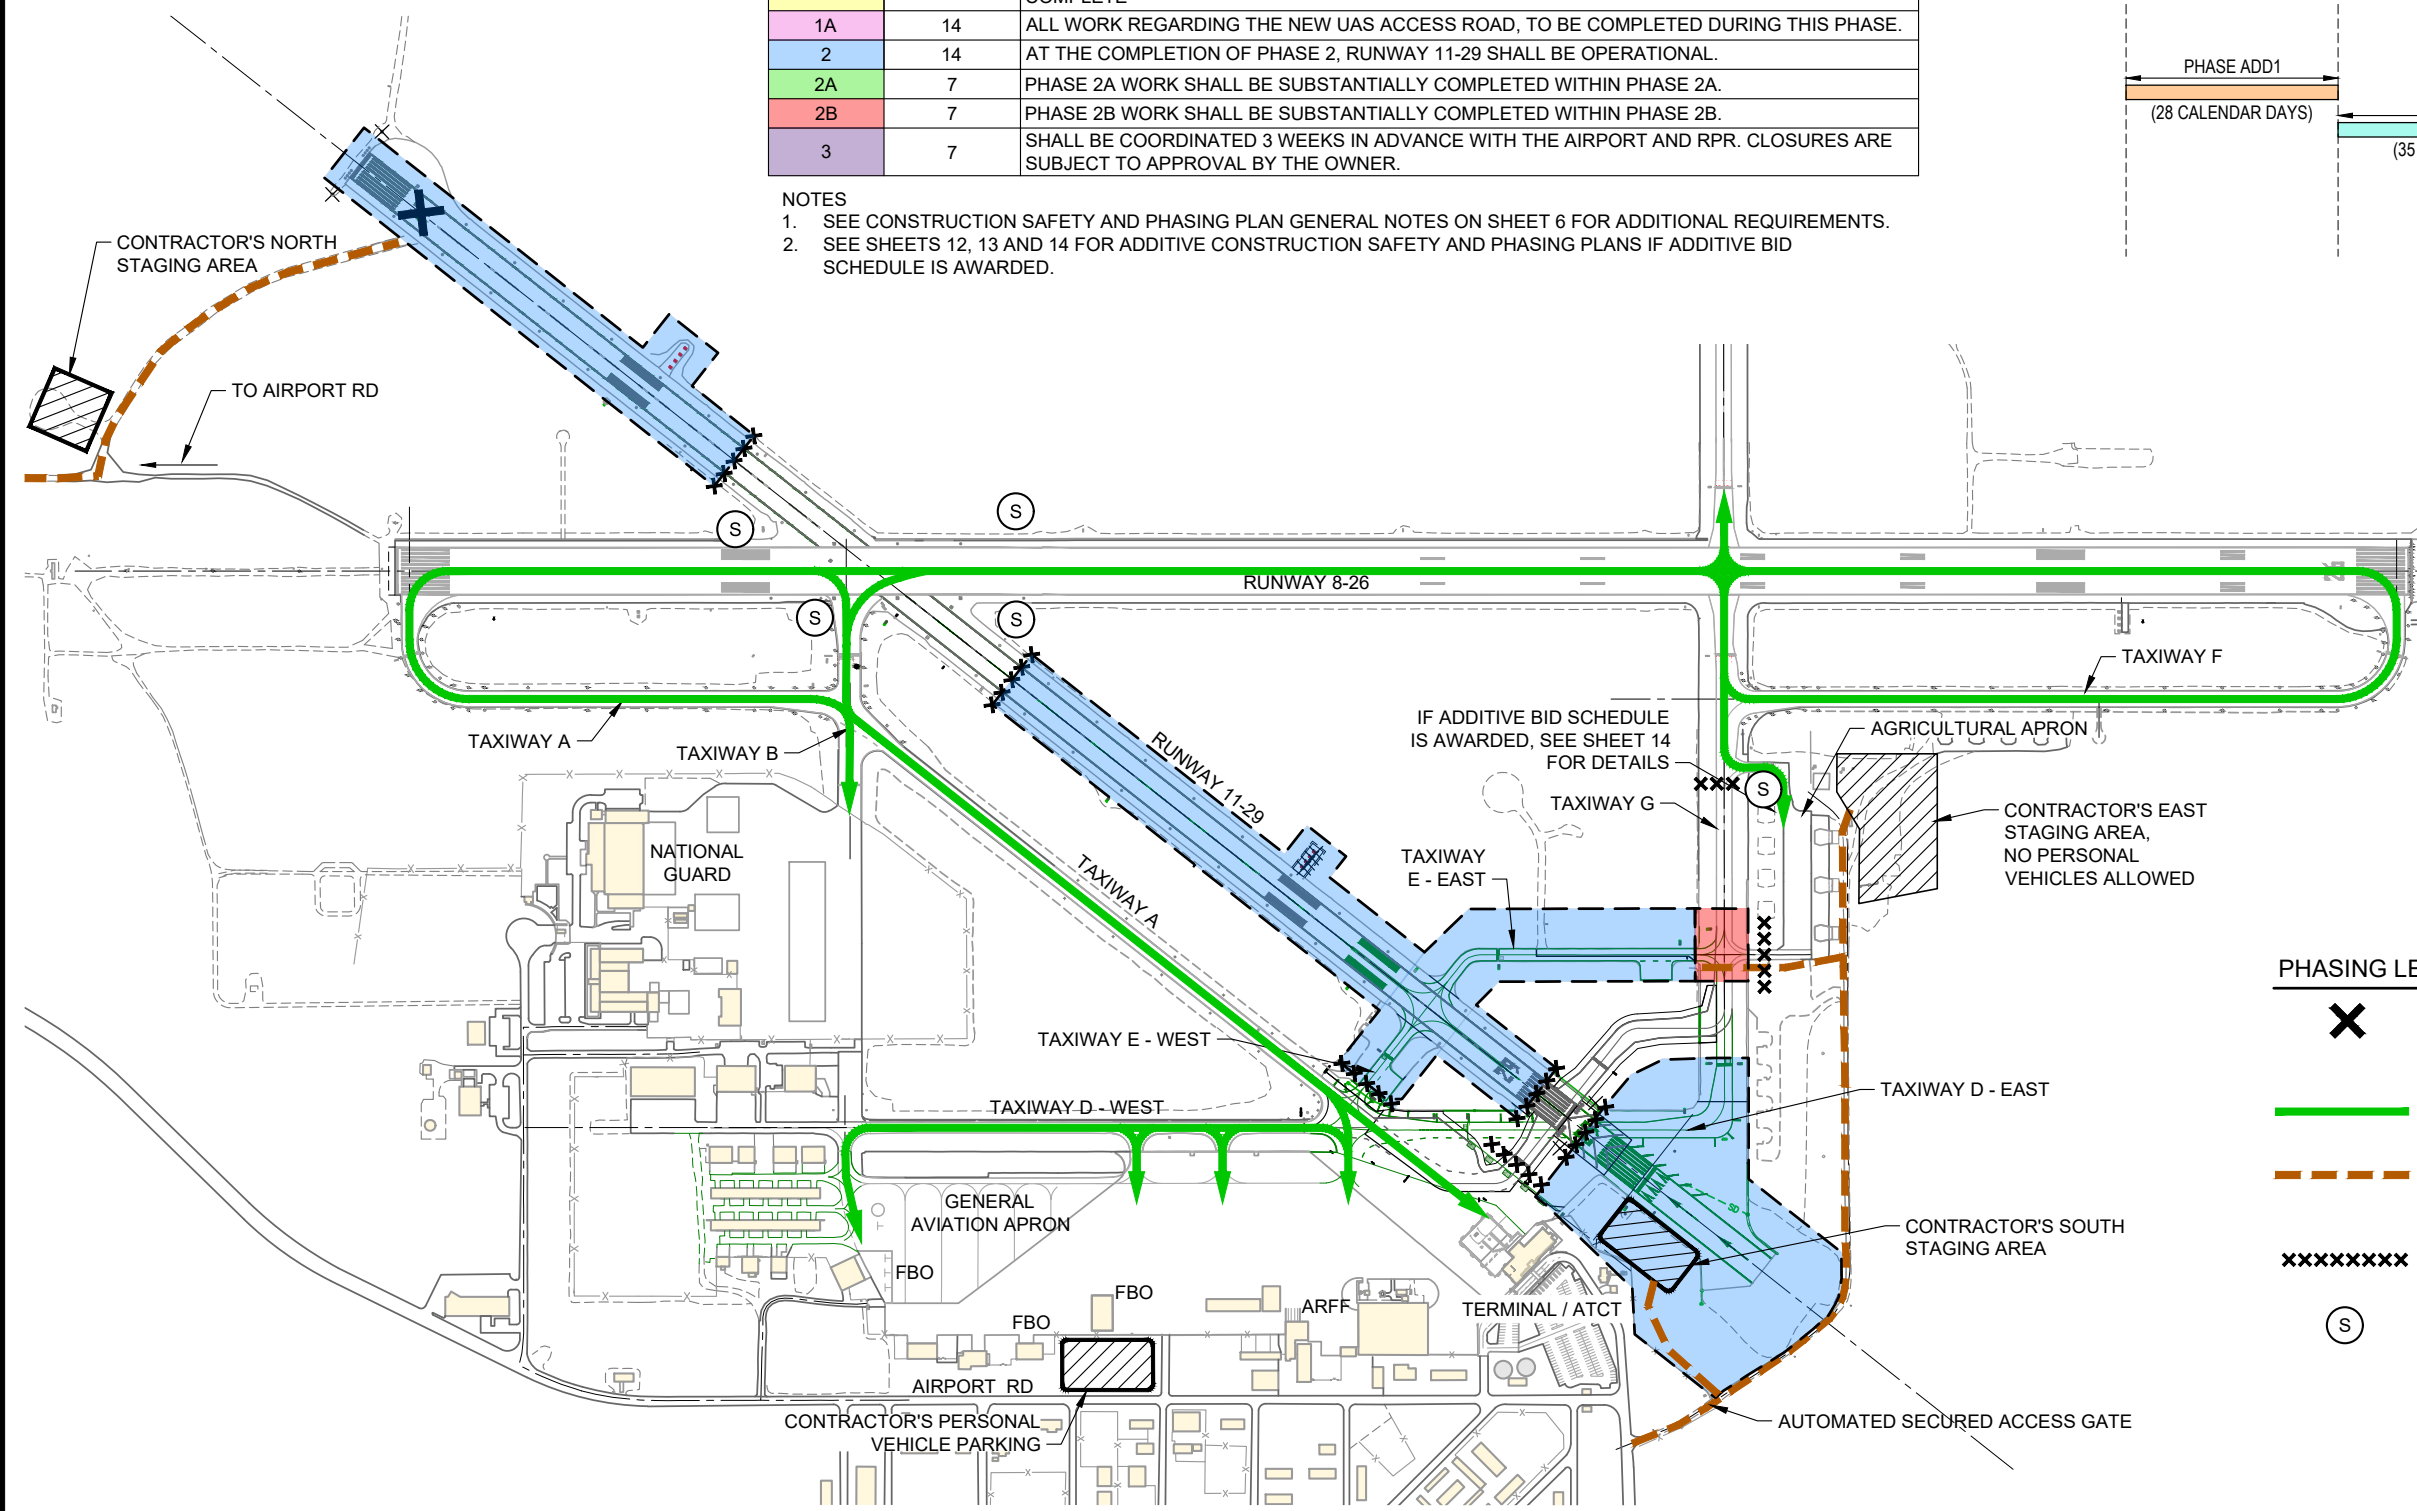 COMPLETE
1A 14 ALL WORK REGARDING THE NEW UAS ACCESS ROAD, TO BE COMPLETED DURING THIS PHASE.
2 14 AT THE COMPLETION OF PHASE 2, RUNWAY 11-29 SHALL BE OPERATIONAL.
2A 7 PHASE 2A WORK SHALL BE SUBSTANTIALLY COMPLETED WITHIN PHASE 2A.
2B 7 PHASE 2B WORK SHALL BE SUBSTANTIALLY COMPLETED WITHIN PHASE 2B.
3 7 SHALL BE COORDINATED 3 WEEKS IN ADVANCE WITH THE AIRPORT AND RPR. CLOSURES ARE
SUBJECT TO APPROVAL BY THE OWNER.
PHASE ADD1
(28 CALENDAR DAYS)
(35
NOTES
1. SEE CONSTRUCTION SAFETY AND PHASING PLAN GENERAL NOTES ON SHEET 6 FOR ADDITIONAL REQUIREMENTS.
2. SEE SHEETS 12, 13 AND 14 FOR ADDITIVE CONSTRUCTION SAFETY AND PHASING PLANS IF ADDITIVE BID
SCHEDULE IS AWARDED.
CONTRACTOR'S NORTH
STAGING AREA
TO AIRPORT RD
S
S
S
S
RUNWAY 8-26
26
TAXIWAY F
TAXIWAY A
TAXIWAY B
RUNWAY 11-29
IF ADDITIVE BID SCHEDULE
IS AWARDED, SEE SHEET 14
FOR DETAILS
AGRICULTURAL APRON
S
TAXIWAY G
CONTRACTOR'S EAST
STAGING AREA,
NO PERSONAL
VEHICLES ALLOWED
NATIONAL
GUARD
TAXIWAY A
TAXIWAY
E - EAST
PHASING LE
TAXIWAY E - WEST
29
TAXIWAY D - EAST
TAXIWAY D - WEST
GENERAL
AVIATION APRON
SD
CONTRACTOR'S SOUTH
STAGING AREA
FBO
FBO
FBO
ARFF
TERMINAL / ATCT
S
AIRPORT RD
CONTRACTOR'S PERSONAL
VEHICLE PARKING
AUTOMATED SECURED ACCESS GATE